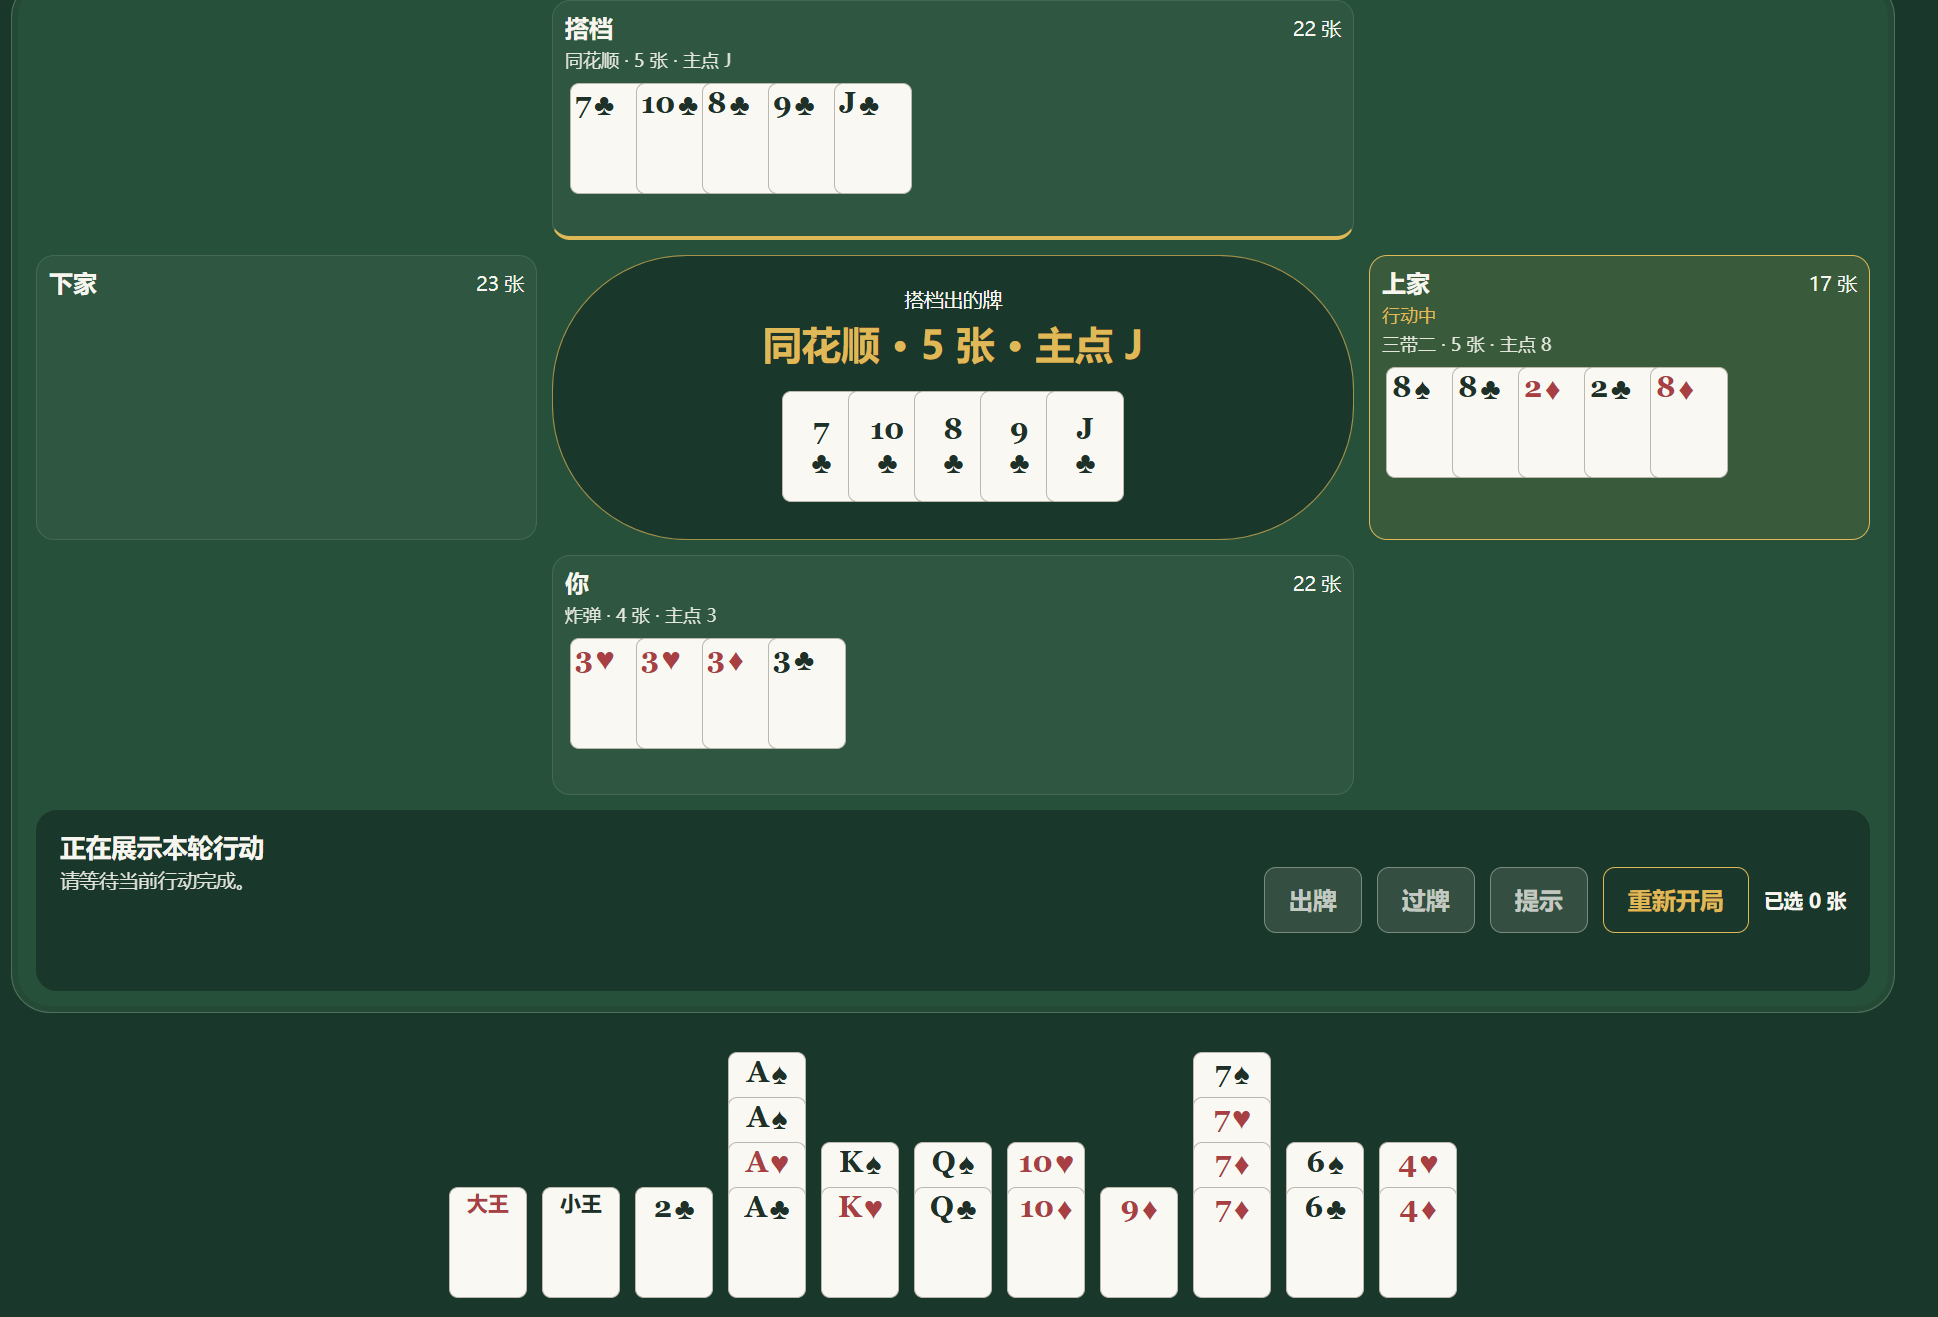 搭档
22 张
同花顺 · 5 张 · 主点 J
7♣ 10♣ 8♣ 9♣ J♣
下家
23 张
搭档出的牌
同花顺 · 5 张 · 主点 J
7♣ 10♣ 8♣ 9♣ J♣
上家
17 张
行动中
三带二 · 5 张 · 主点 8
8♠ 8♣ 2♦ 2♣ 8♦
你
22 张
炸弹 · 4 张 · 主点 3
3♥ 3♥ 3♦ 3♣
正在展示本轮行动
请等待当前行动完成。
出牌
过牌
提示
重新开局
已选 0 张
大王
小王
2♣
A♠
A♠
A♥
A♣
K♠
K♥
Q♠
Q♣
10♥
10♦
9♦
7♠
7♥
7♦
7♦
6♠
6♣
4♥
4♦